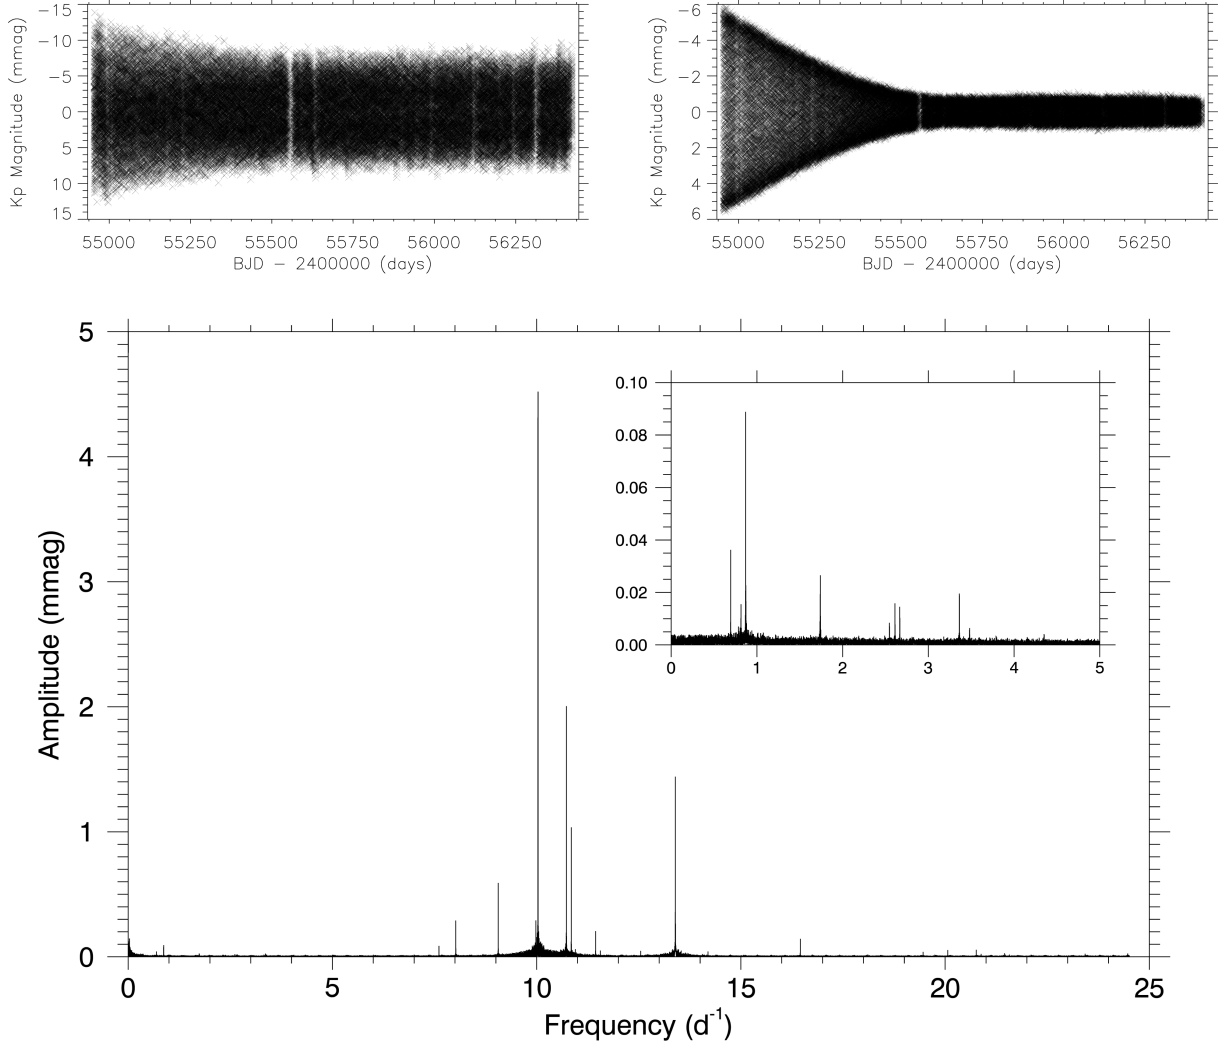 −15
−10
−5
0
5
10
15
Kp Magnitude (mmag)
55000 55250 55500 55750 56000 56250
BJD − 2400000 (days)
−6
−4
−2
0
2
4
6
Kp Magnitude (mmag)
55000 55250 55500 55750 56000 56250
BJD − 2400000 (days)
5
4
3
2
1
0
Amplitude (mmag)
0 5 10 15 20 25
Frequency (d⁻¹)
0.10
0.08
0.06
0.04
0.02
0.00
0 1 2 3 4 5